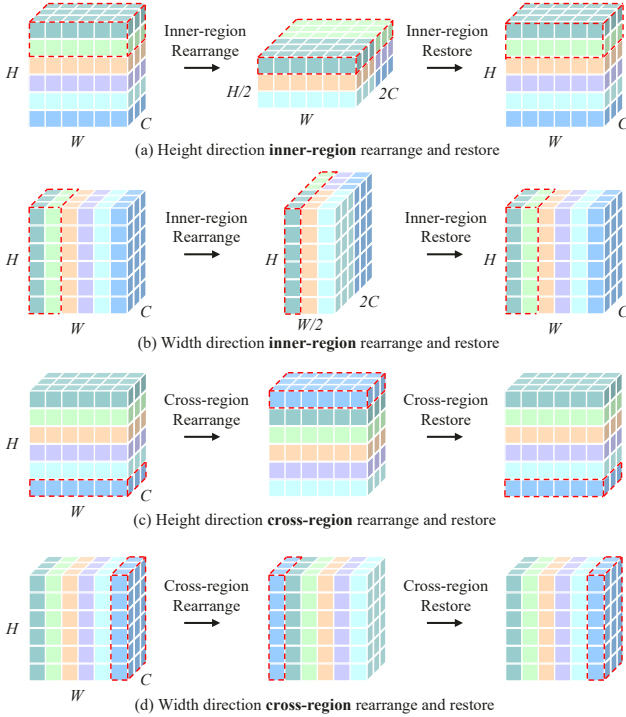 Inner-region Rearrange
Inner-region Restore
H
W
C
H/2
W
2C
H
W
C
(a) Height direction inner-region rearrange and restore
Inner-region Rearrange
Inner-region Restore
H
W
C
H
W/2
2C
H
W
C
(b) Width direction inner-region rearrange and restore
Cross-region Rearrange
Cross-region Restore
H
W
C
(c) Height direction cross-region rearrange and restore
Cross-region Rearrange
Cross-region Restore
H
W
C
(d) Width direction cross-region rearrange and restore